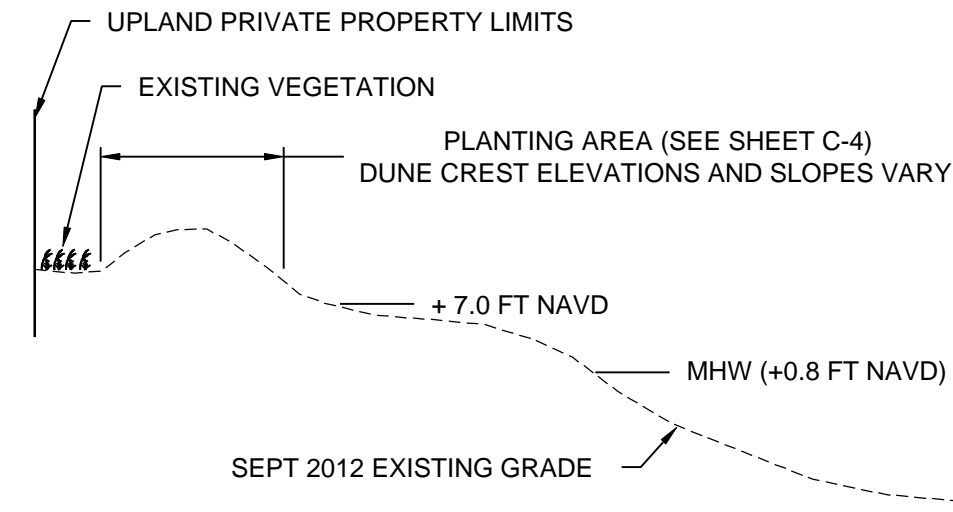 UPLAND PRIVATE PROPERTY LIMITS
EXISTING VEGETATION
PLANTING AREA (SEE SHEET C-4)
DUNE CREST ELEVATIONS AND SLOPES VARY
+ 7.0 FT NAVD
MHW (+0.8 FT NAVD)
SEPT 2012 EXISTING GRADE